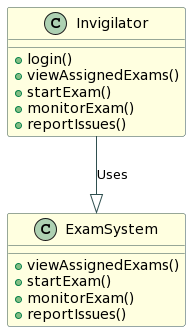 C Invigilator
login()
viewAssignedExams()
startExam()
monitorExam()
reportIssues()
Uses
C ExamSystem
viewAssignedExams()
startExam()
monitorExam()
reportIssues()